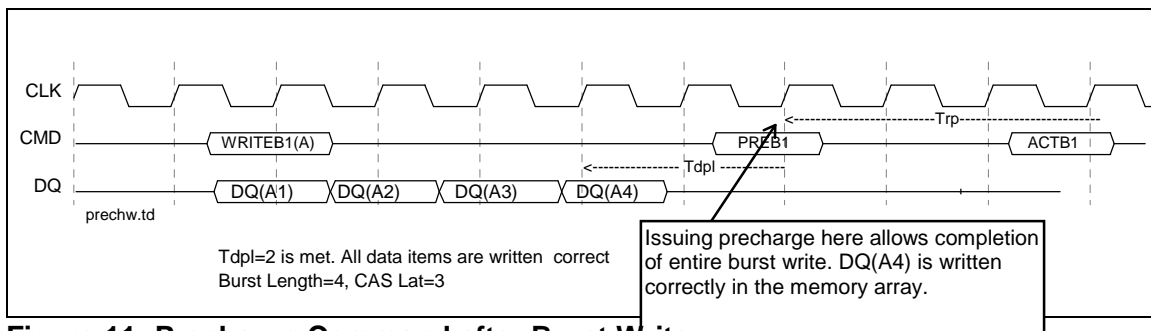 CLK
Trp
CMD WRITEB1(A) PREB1 ACTB1
Tdpl
DQ DQ(A1) DQ(A2) DQ(A3) DQ(A4)
prechw.td
Tdpl=2 is met. All data items are written correct
Burst Length=4, CAS Lat=3
Issuing precharge here allows completion
of entire burst write. DQ(A4) is written
correctly in the memory array.